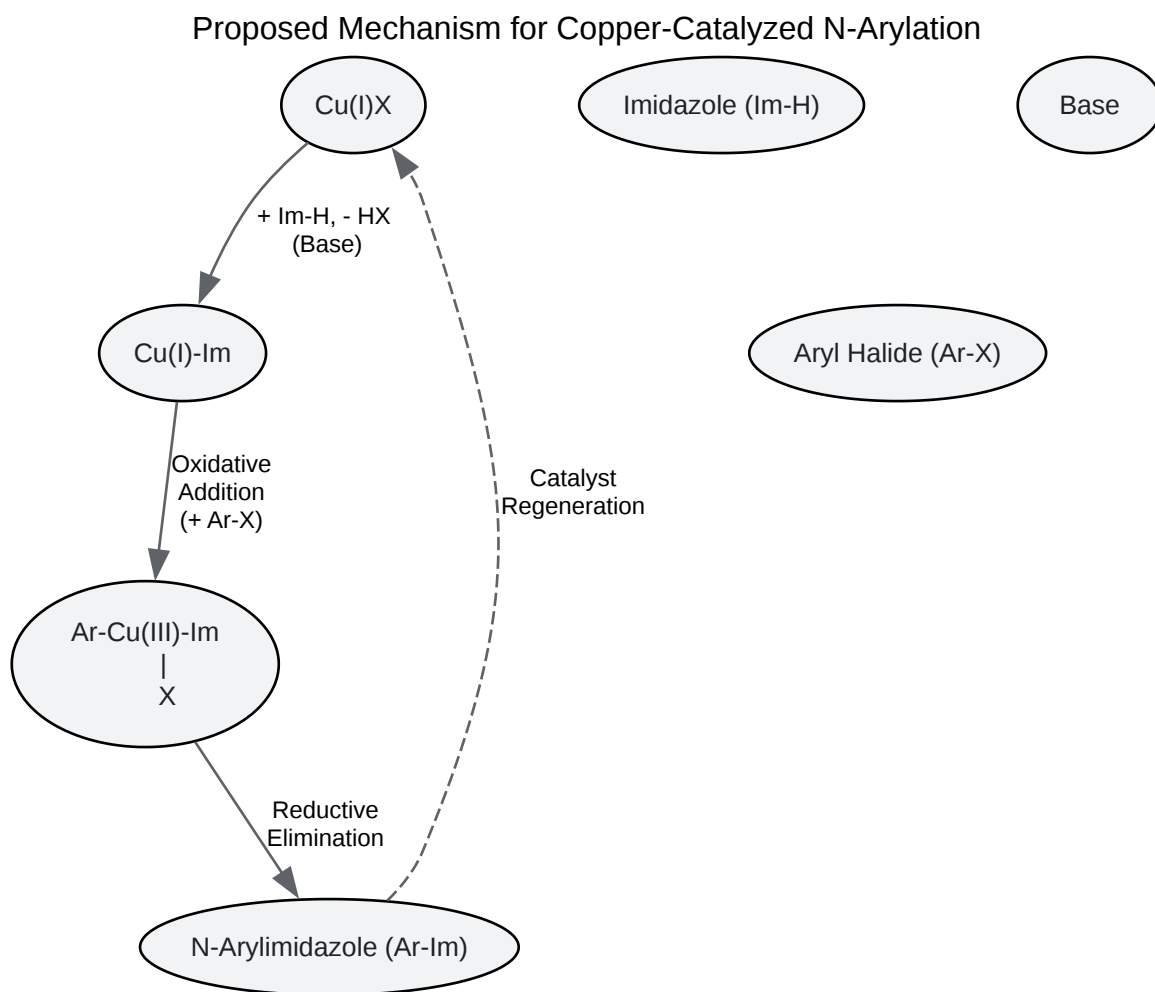 Proposed Mechanism for Copper-Catalyzed N-Arylation
Cu(I)X
Imidazole (Im-H)
Base
+ Im-H, - HX
(Base)
Cu(I)-Im
Aryl Halide (Ar-X)
Oxidative
Addition
(+ Ar-X)
Catalyst
Regeneration
Ar-Cu(III)-Im
|
X
Reductive
Elimination
N-Arylimidazole (Ar-Im)